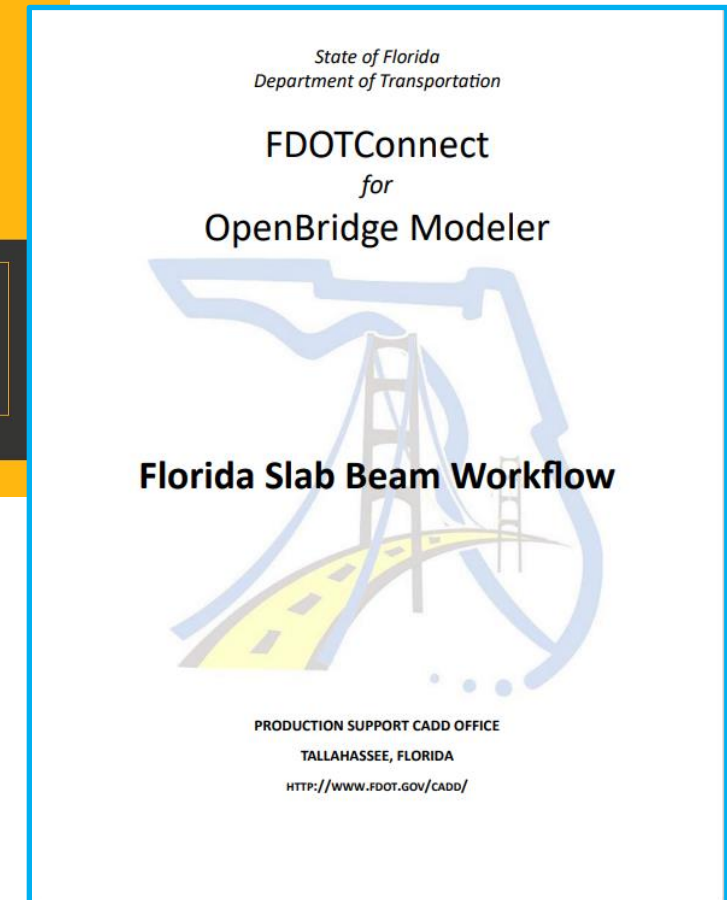 State of Florida
Department of Transportation
FDOTConnect
for
OpenBridge Modeler
Florida Slab Beam Workflow
PRODUCTION SUPPORT CADD OFFICE
TALLAHASSEE, FLORIDA
HTTP://WWW.FDOT.GOV/CADD/